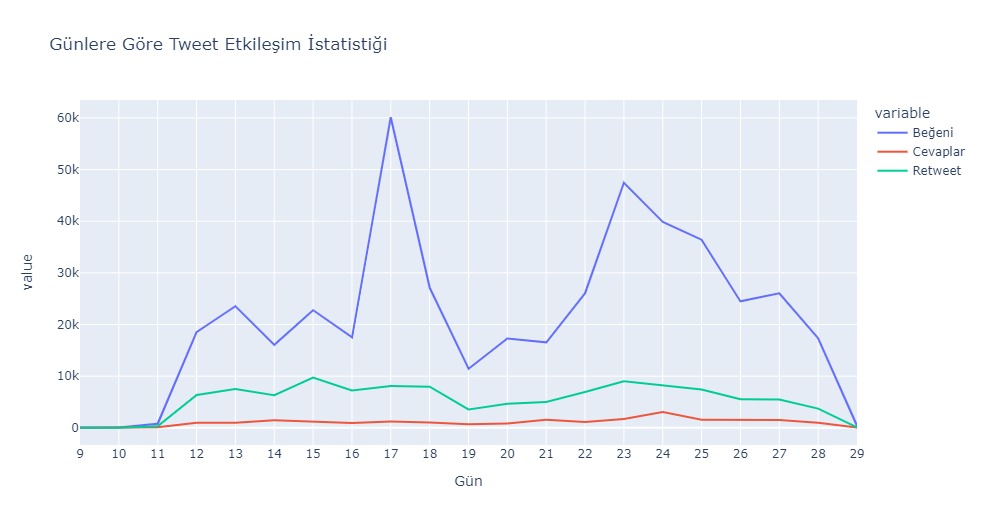 Günlere Göre Tweet Etkileşim İstatistiği
variable
Beğeni
Cevaplar
Retweet
value
60k
50k
40k
30k
20k
10k
0
9 10 11 12 13 14 15 16 17 18 19 20 21 22 23 24 25 26 27 28 29
Gün